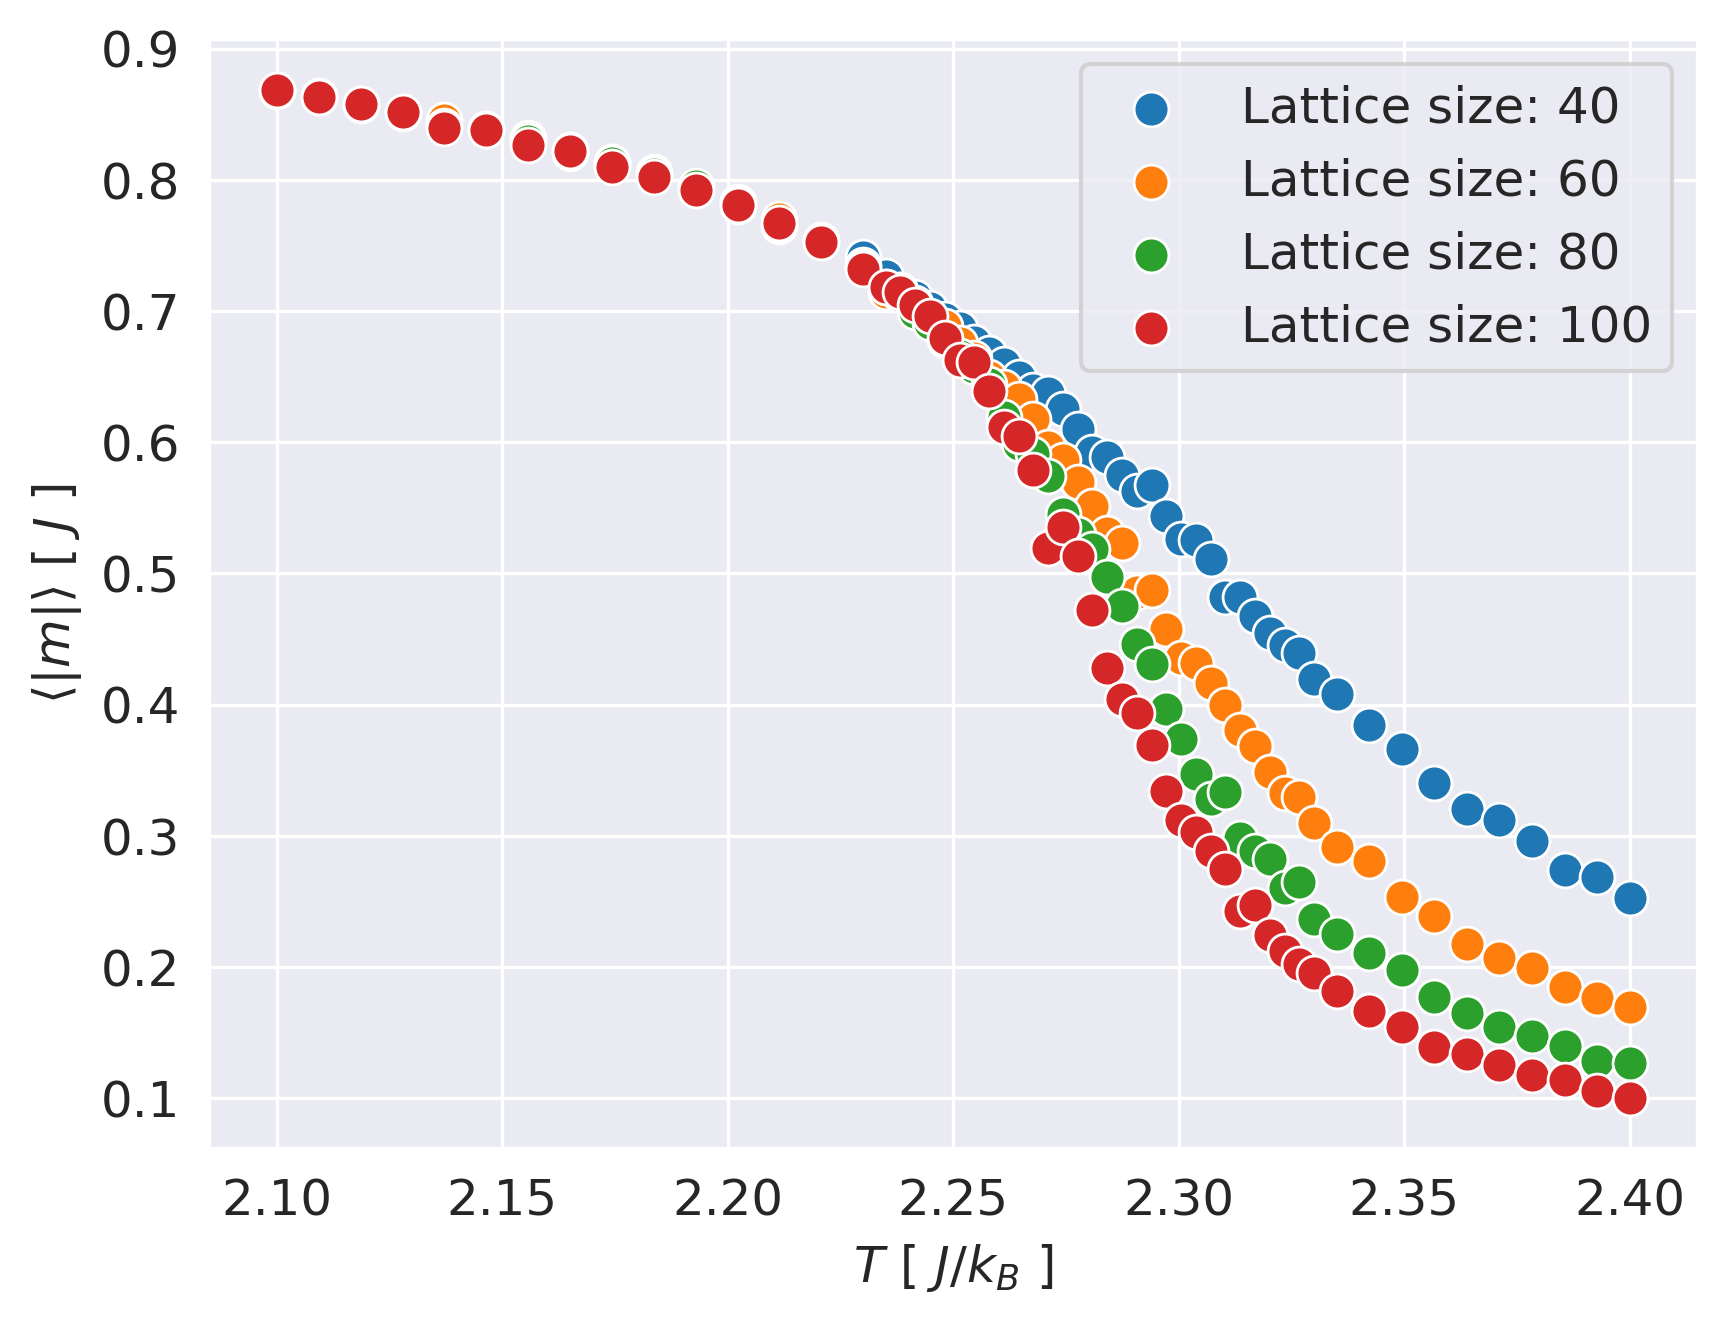 0.9
0.8
0.7
0.6
0.5
0.4
0.3
0.2
0.1
⟨|m|⟩ [ J ]
Lattice size: 40
Lattice size: 60
Lattice size: 80
Lattice size: 100
2.10 2.15 2.20 2.25 2.30 2.35 2.40
T [ J/k_B ]